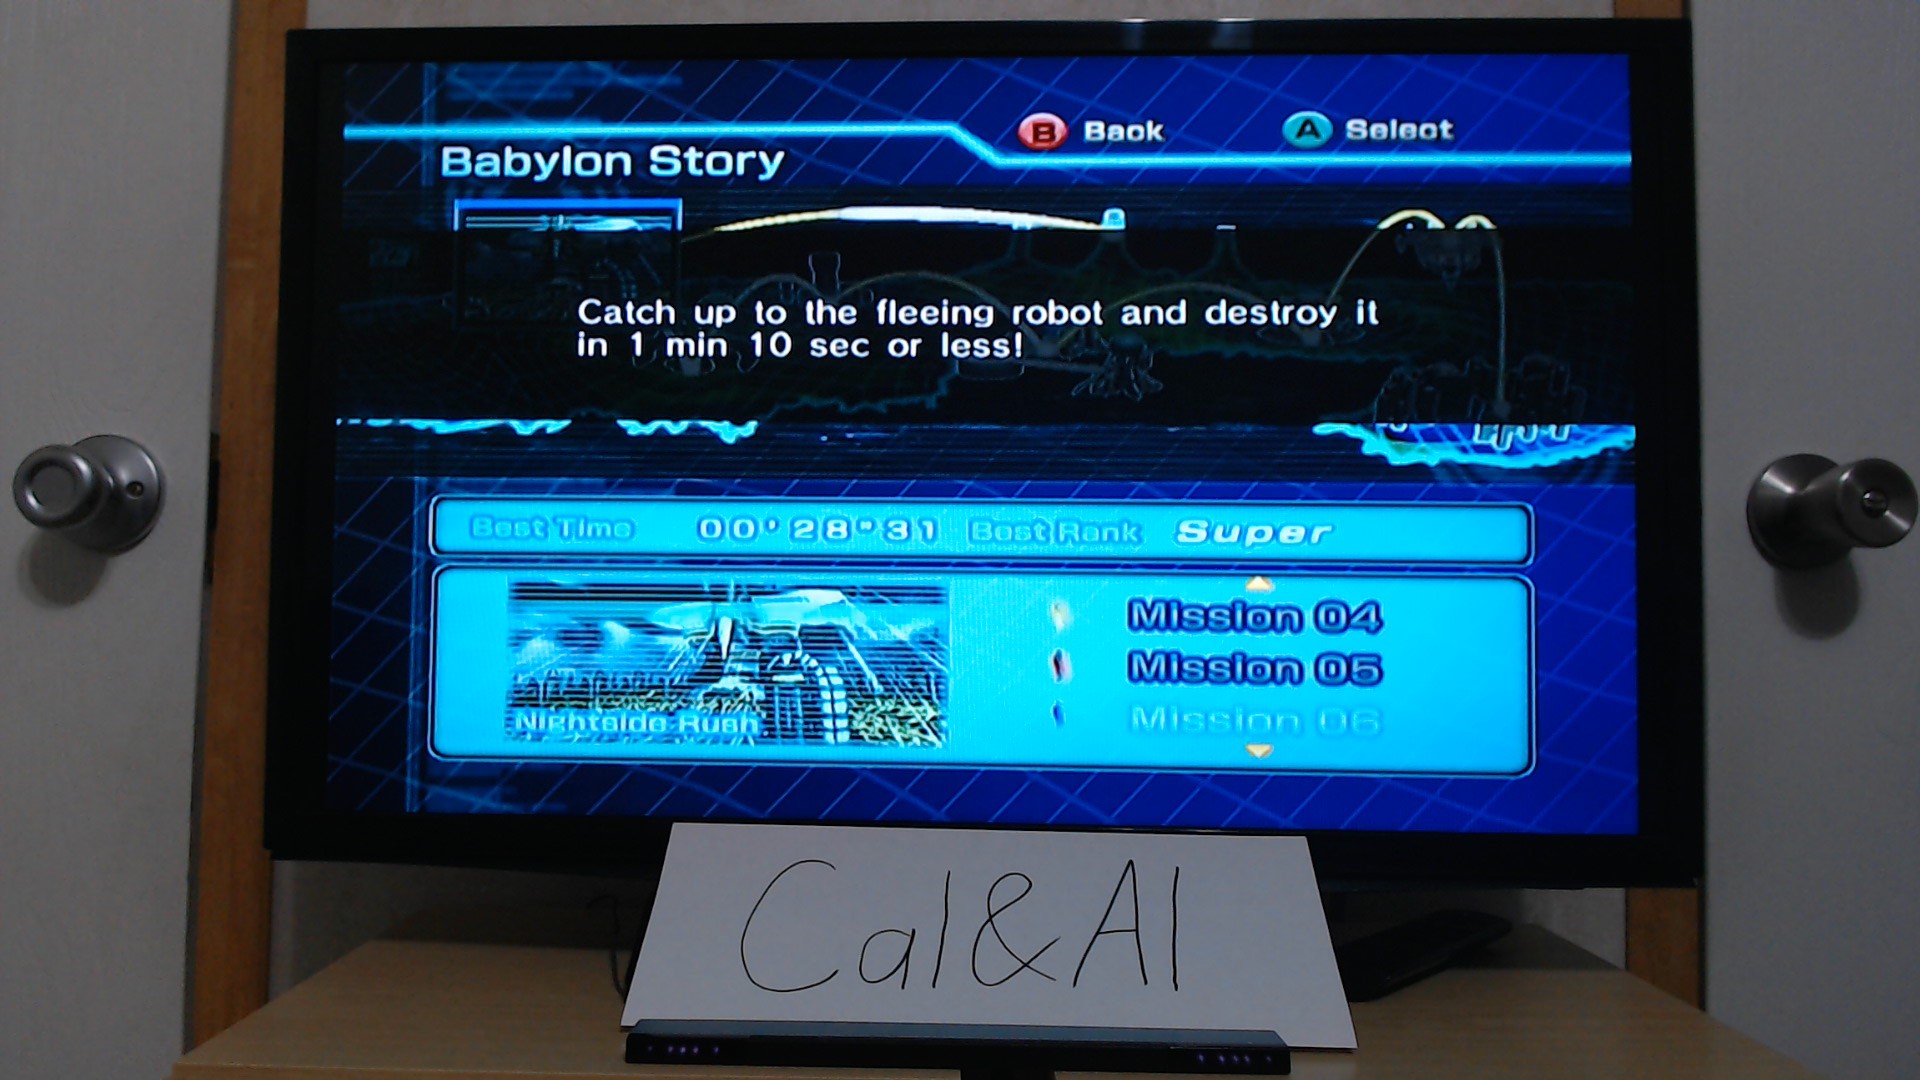 B Back A Select
Babylon Story
Catch up to the fleeing robot and destroy it
in 1 min 10 sec or less!
Best Time 00'28"31 Best Rank Super
Mission 04
Mission 05
Mission 06
Nightside Rush
Cal&Al